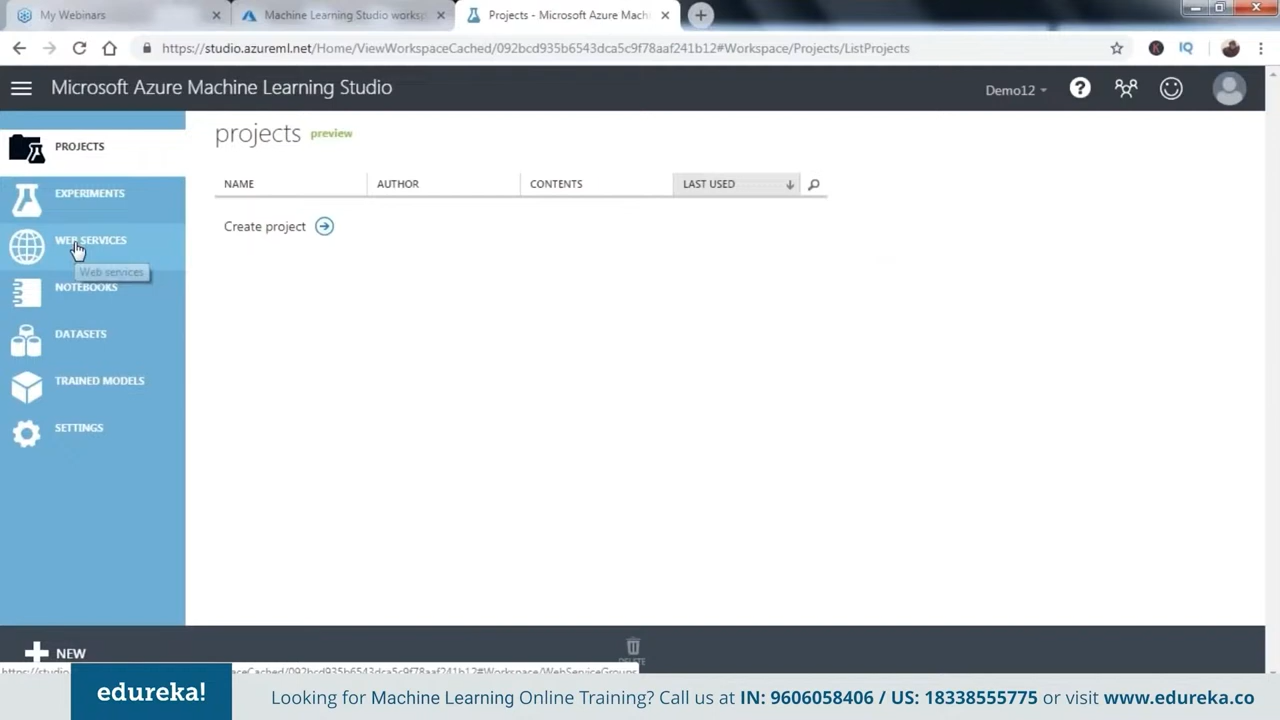 My Webinars
Machine Learning Studio works
Projects - Microsoft Azure Mach
https://studio.azureml.net/Home/ViewWorkspaceCached/092bcd935b6543dca5c9f78aaf241b12#Workspace/Projects/ListProjects
Microsoft Azure Machine Learning Studio
Demo12
PROJECTS
EXPERIMENTS
WEB SERVICES
Web services
NOTEBOOKS
DATASETS
TRAINED MODELS
SETTINGS
projects preview
NAME AUTHOR CONTENTS LAST USED
Create project
NEW
DELETE
edureka!
Looking for Machine Learning Online Training? Call us at IN: 9606058406 / US: 18338555775 or visit www.edureka.co